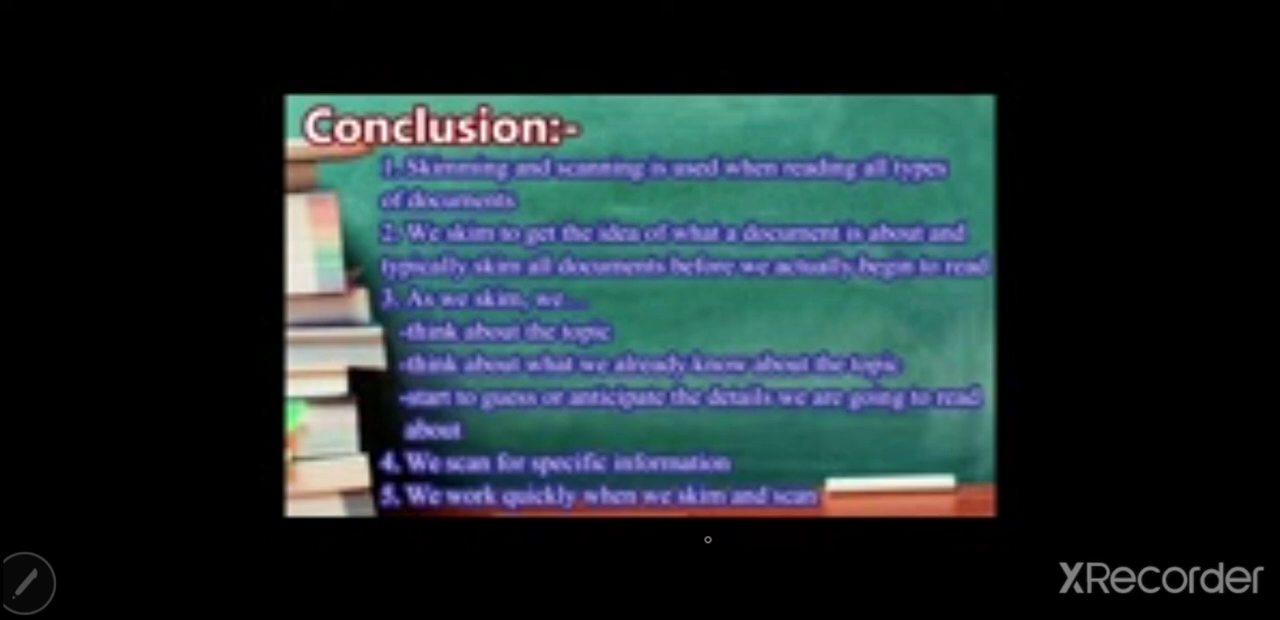 Conclusion:-
1. Skimming and scanning is used when reading all types
of documents
2. We skim to get the idea of what a document is about and
typically skim all documents before we actually begin to read
3. As we skim, we...
-think about the topic
-think about what we already know about the topic
-start to guess or anticipate the details we are going to read
about
4. We scan for specific information
5. We work quickly when we skim and scan
XRecorder